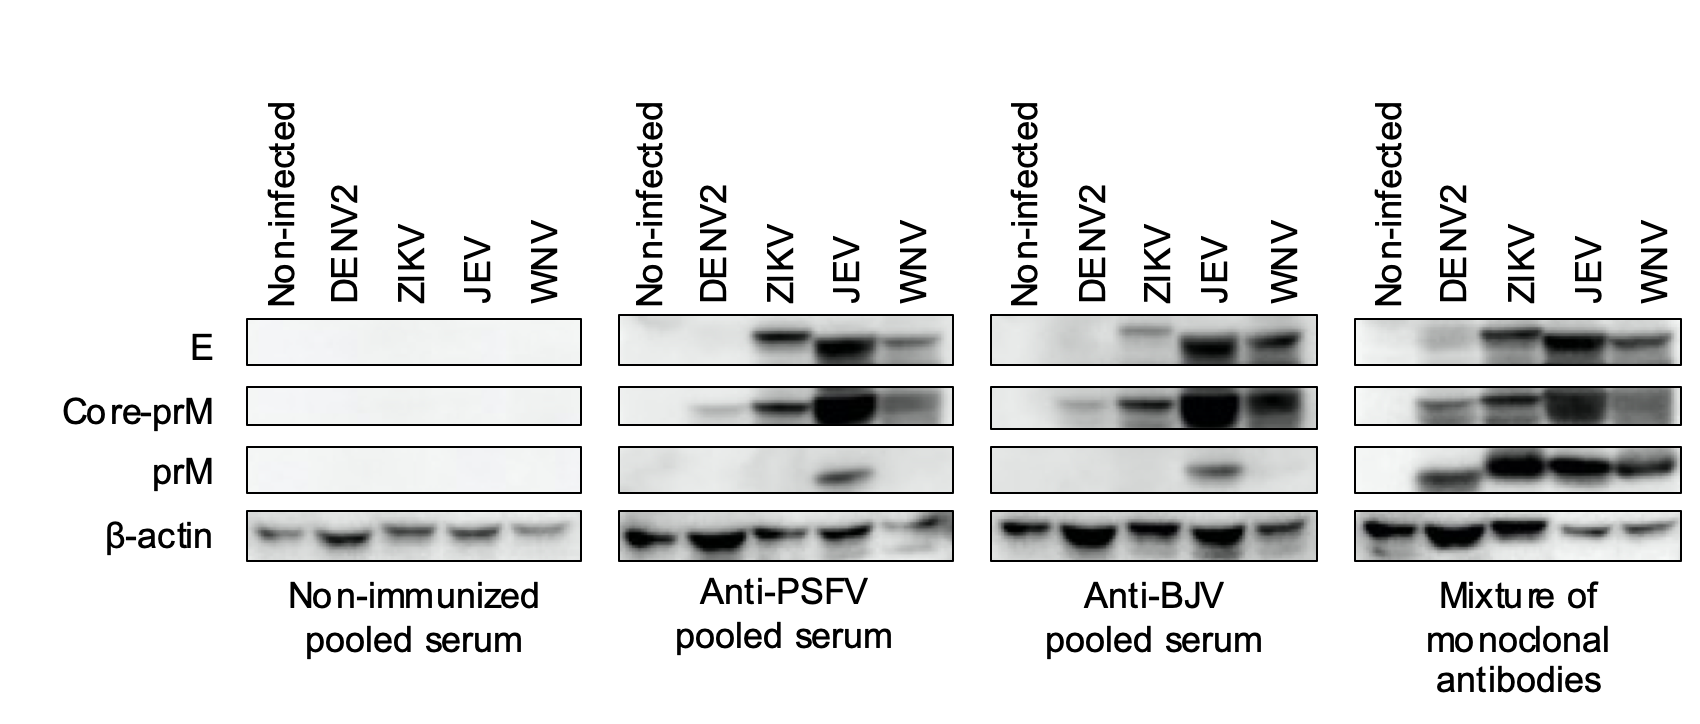 Non-infected
DENV2
ZIKV
JEV
WNV
Non-infected
DENV2
ZIKV
JEV
WNV
Non-infected
DENV2
ZIKV
JEV
WNV
Non-infected
DENV2
ZIKV
JEV
WNV
E
Core-prM
prM
β-actin
Non-immunized
pooled serum
Anti-PSFV
pooled serum
Anti-BJV
pooled serum
Mixture of
monoclonal
antibodies